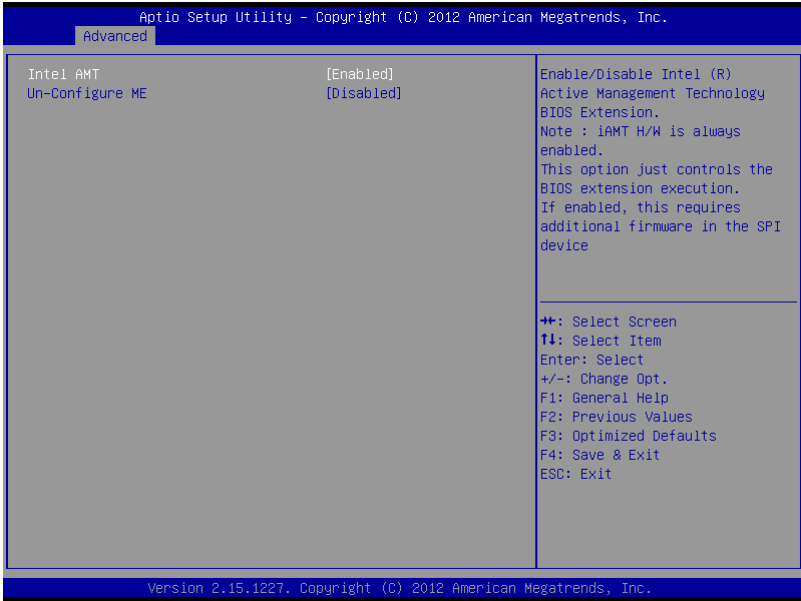 Aptio Setup Utility – Copyright (C) 2012 American Megatrends, Inc.
Advanced
Intel AMT [Enabled]
Un-Configure ME [Disabled]
Enable/Disable Intel (R)
Active Management Technology
BIOS Extension.
Note : iAMT H/W is always
enabled.
This option just controls the
BIOS extension execution.
If enabled, this requires
additional firmware in the SPI
device
→←: Select Screen
↑↓: Select Item
Enter: Select
+/-: Change Opt.
F1: General Help
F2: Previous Values
F3: Optimized Defaults
F4: Save & Exit
ESC: Exit
Version 2.15.1227. Copyright (C) 2012 American Megatrends, Inc.